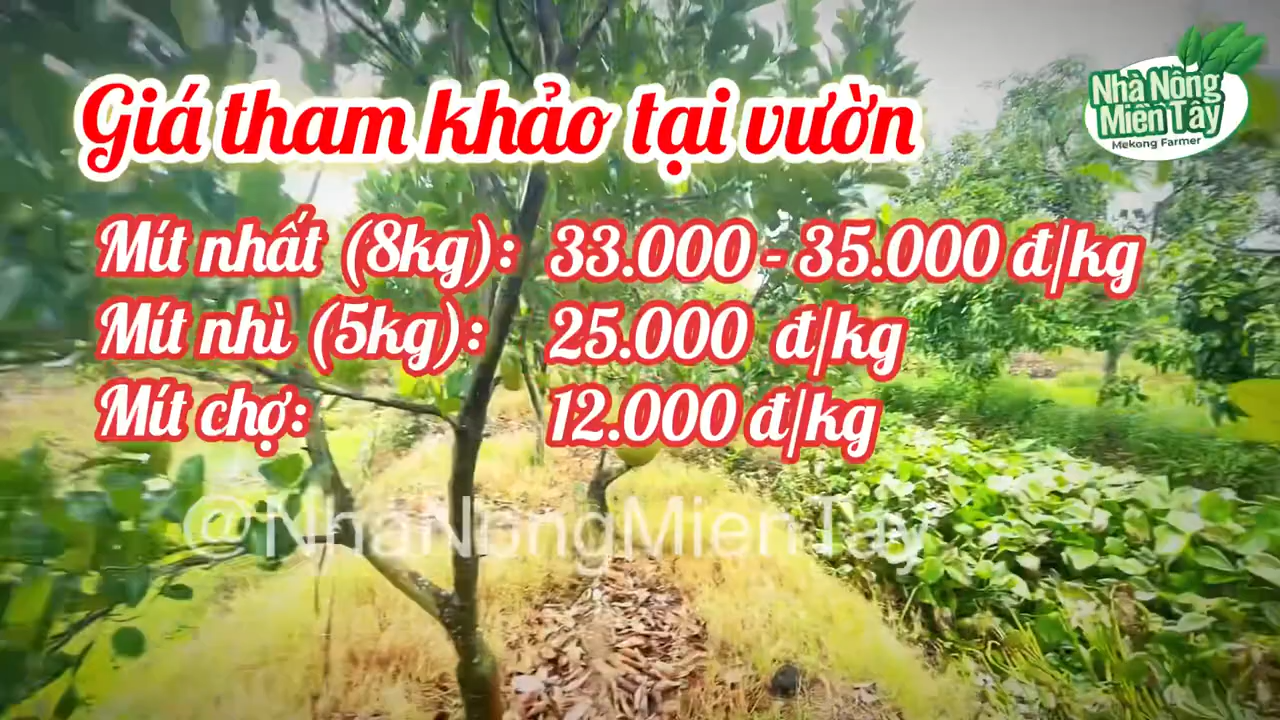 Giá tham khảo tại vườn
Nhà Nông
Miền Tây
Mekong Farmer
Mít nhất (8kg): 33.000 - 35.000 đ/kg
Mít nhì (5kg): 25.000 đ/kg
Mít chợ: 12.000 đ/kg
@NhaNongMienTay